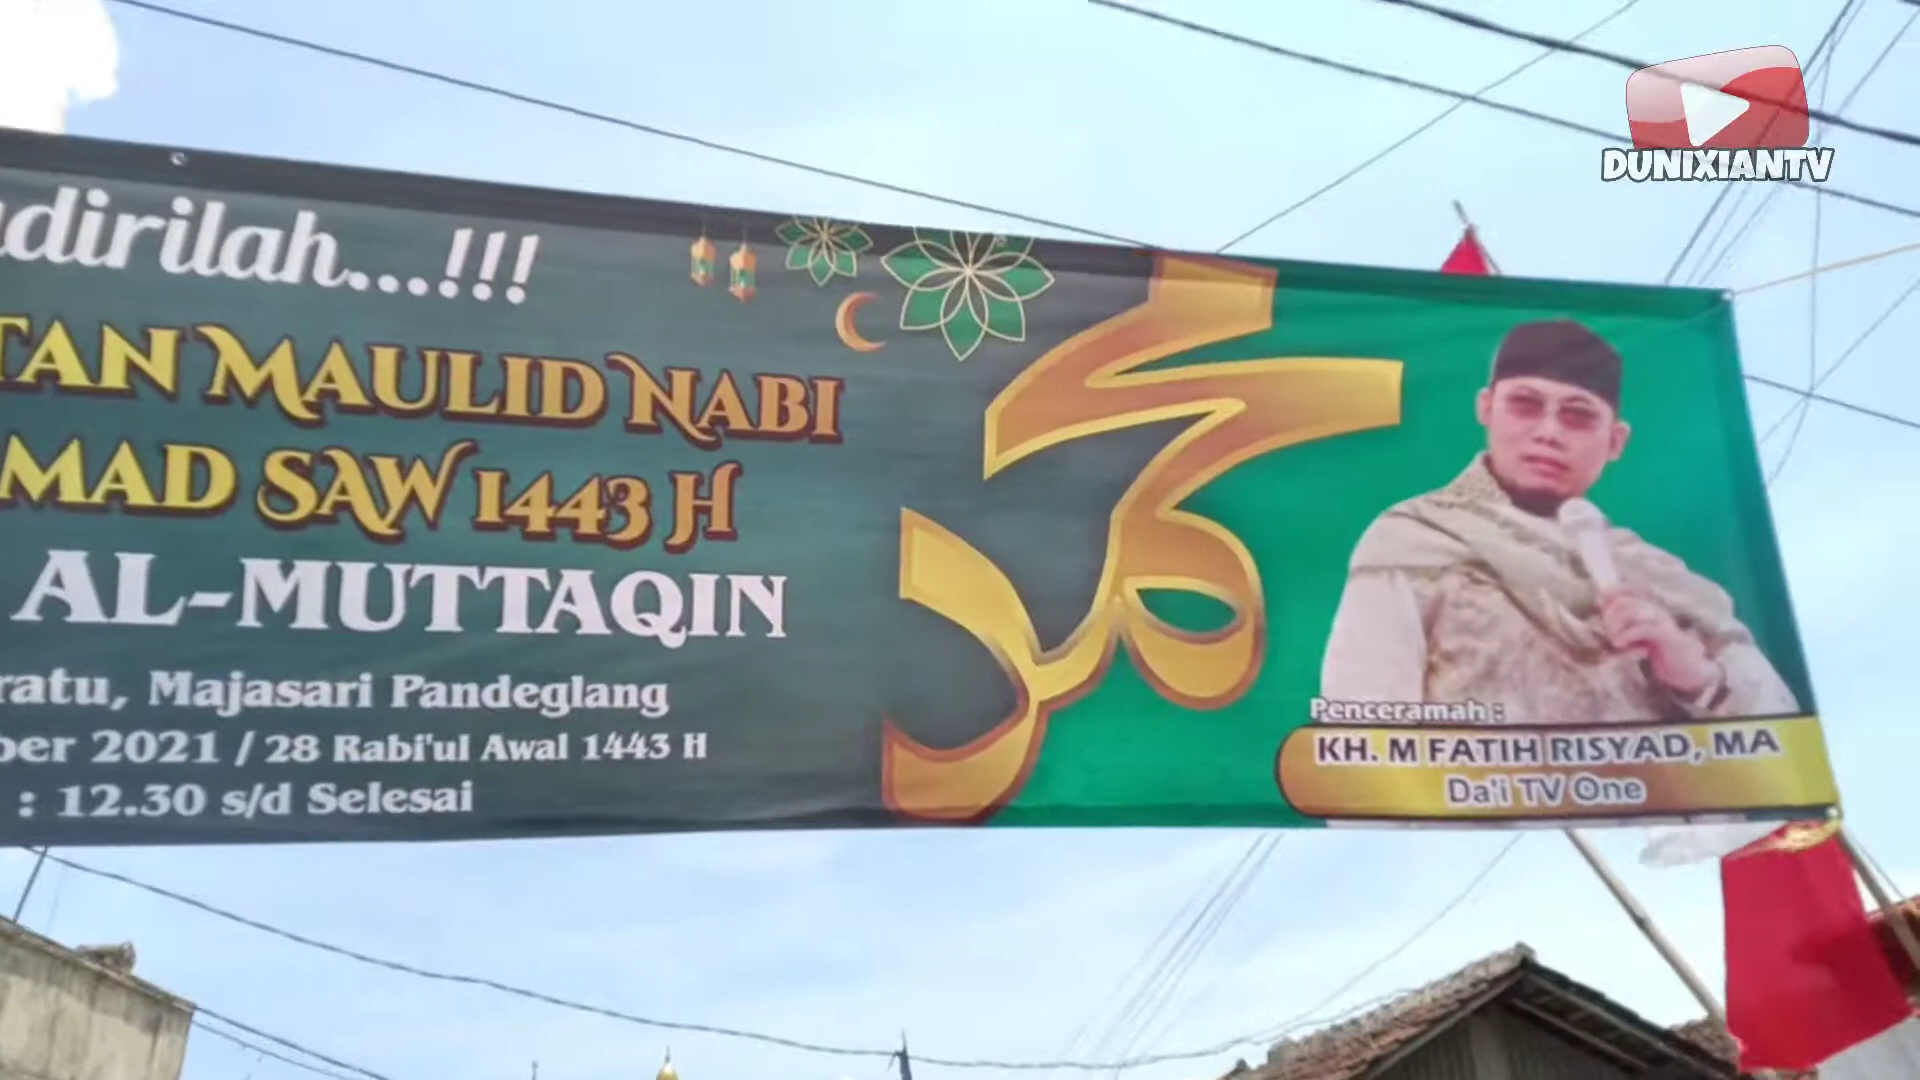 DUNIXIANTV
adirilah...!!!
TAN MAULID NABI
MAD SAW 1443 H
AL-MUTTAQIN
ratu, Majasari Pandeglang
ber 2021 / 28 Rabi'ul Awal 1443 H
: 12.30 s/d Selesai
محمد
Penceramah :
KH. M FATIH RISYAD, MA
Da'i TV One